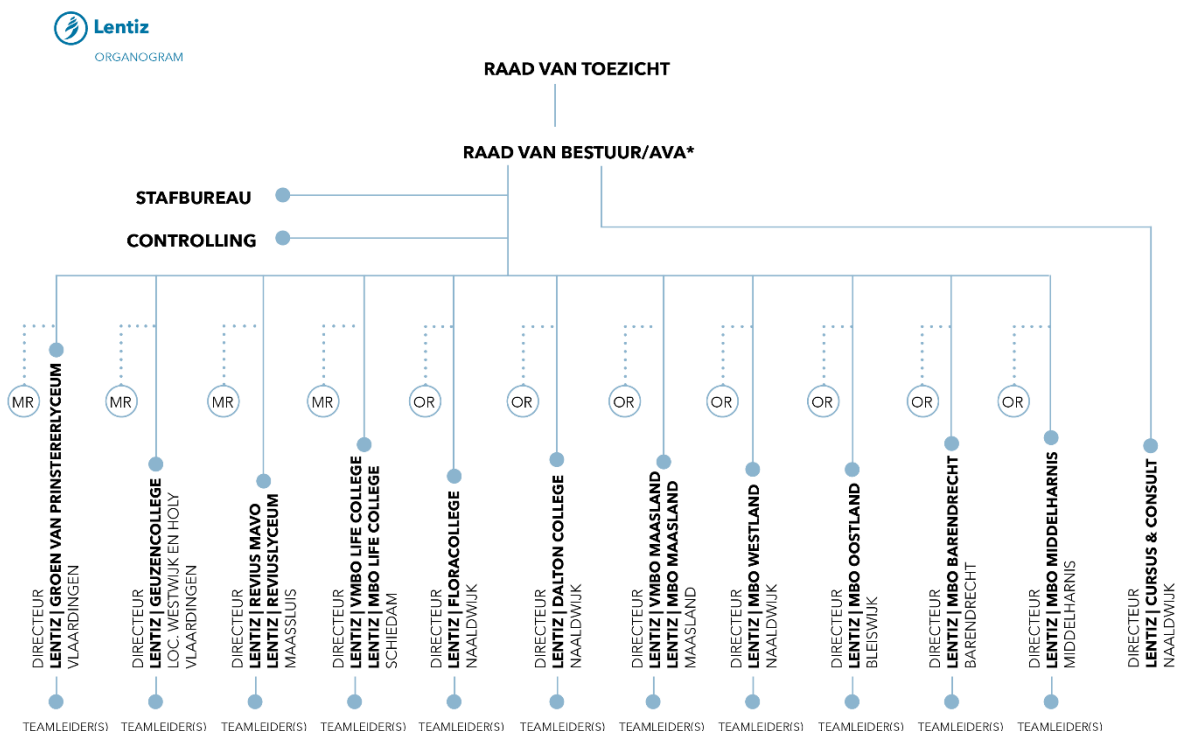 Lentiz
ORGANOGRAM
RAAD VAN TOEZICHT
RAAD VAN BESTUUR/AVA*
STAFBUREAU
CONTROLLING
MR
MR
MR
MR
OR
OR
OR
OR
OR
OR
OR
DIRECTEUR
LENTIZ | GROEN VAN PRINSTERERLYCEUM
VLAARDINGEN
DIRECTEUR
LENTIZ | GEUZENCOLLEGE
LOC. WESTWIJK EN HOLY
VLAARDINGEN
DIRECTEUR
LENTIZ | REVIUS MAVO
LENTIZ | REVIUSLYCEUM
MAASSLUIS
DIRECTEUR
LENTIZ | VMBO LIFE COLLEGE
LENTIZ | MBO LIFE COLLEGE
SCHIEDAM
DIRECTEUR
LENTIZ | FLORACOLLEGE
NAALDWIJK
DIRECTEUR
LENTIZ | DALTON COLLEGE
NAALDWIJK
DIRECTEUR
LENTIZ | VMBO MAASLAND
LENTIZ | MBO MAASLAND
MAASLAND
DIRECTEUR
LENTIZ | MBO WESTLAND
NAALDWIJK
DIRECTEUR
LENTIZ | MBO OOSTLAND
BLEISWIJK
DIRECTEUR
LENTIZ | MBO BARENDRECHT
BARENDRECHT
DIRECTEUR
LENTIZ | MBO MIDDELHARNIS
MIDDELHARNIS
DIRECTEUR
LENTIZ | CURSUS & CONSULT
NAALDWIJK
TEAMLEIDER(S)
TEAMLEIDER(S)
TEAMLEIDER(S)
TEAMLEIDER(S)
TEAMLEIDER(S)
TEAMLEIDER(S)
TEAMLEIDER(S)
TEAMLEIDER(S)
TEAMLEIDER(S)
TEAMLEIDER(S)
TEAMLEIDER(S)